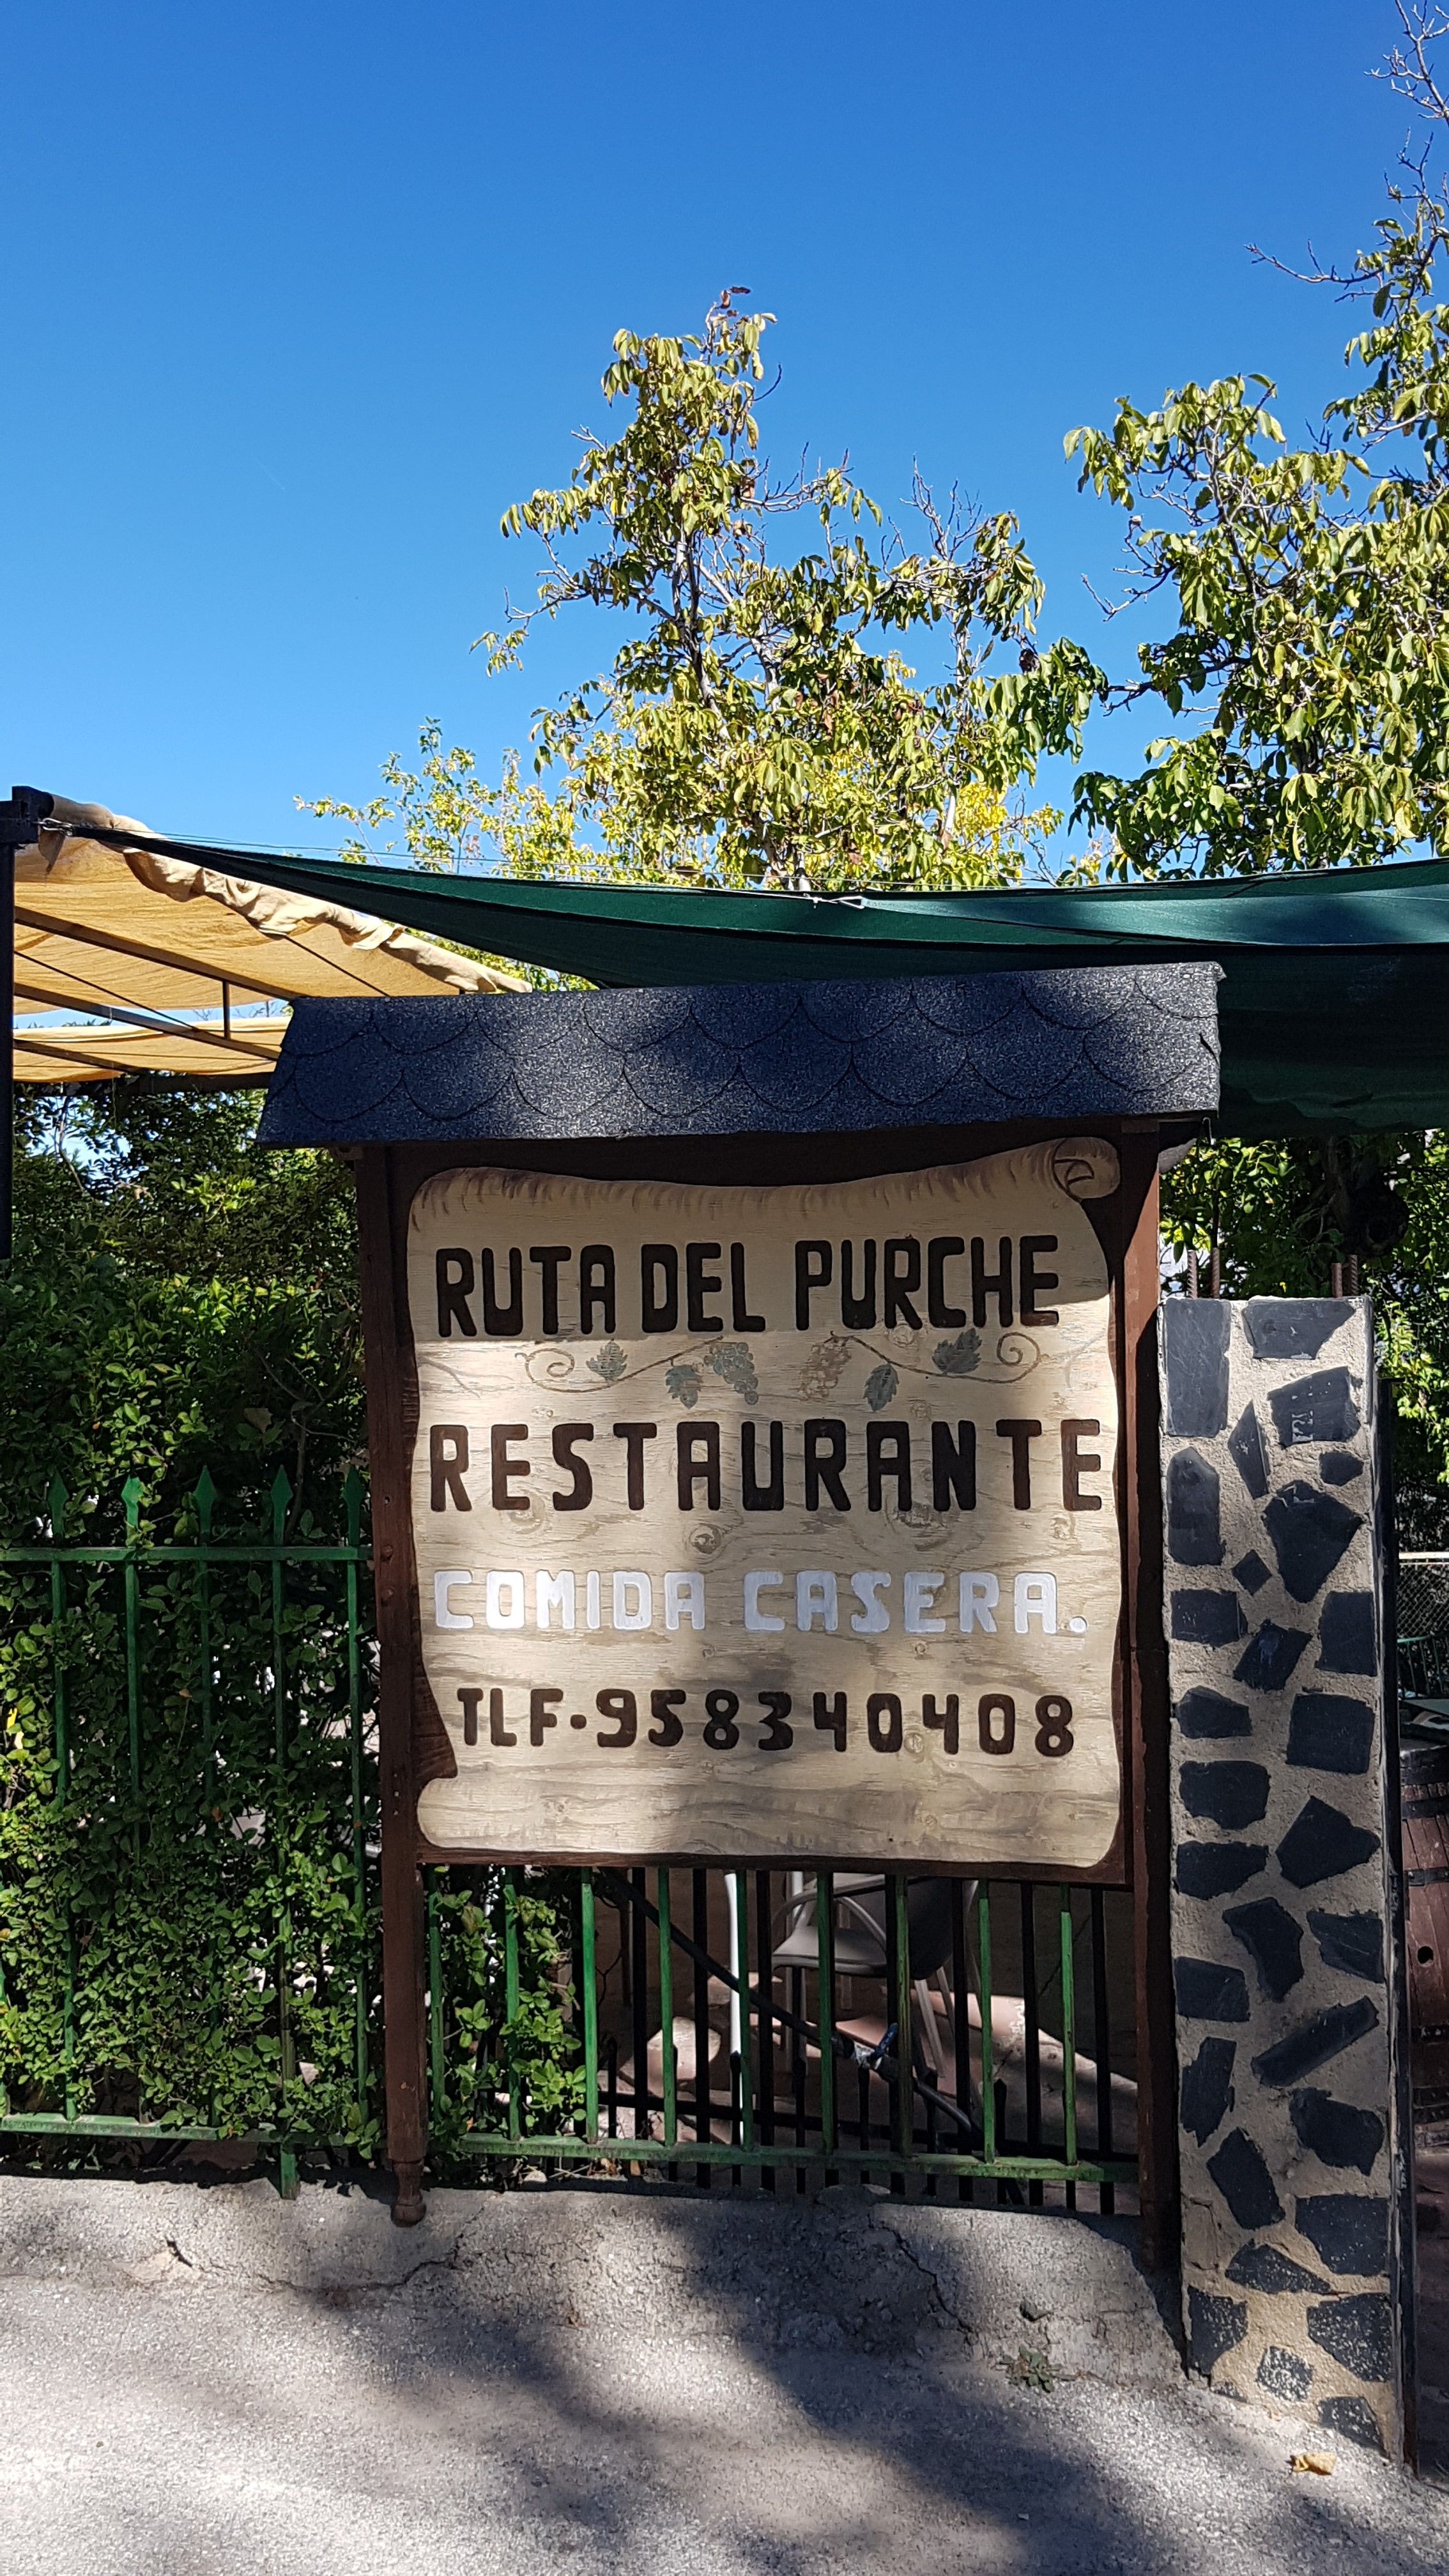 RUTA DEL PURCHE
RESTAURANTE
COMIDA CASERA.
TLF·958340408